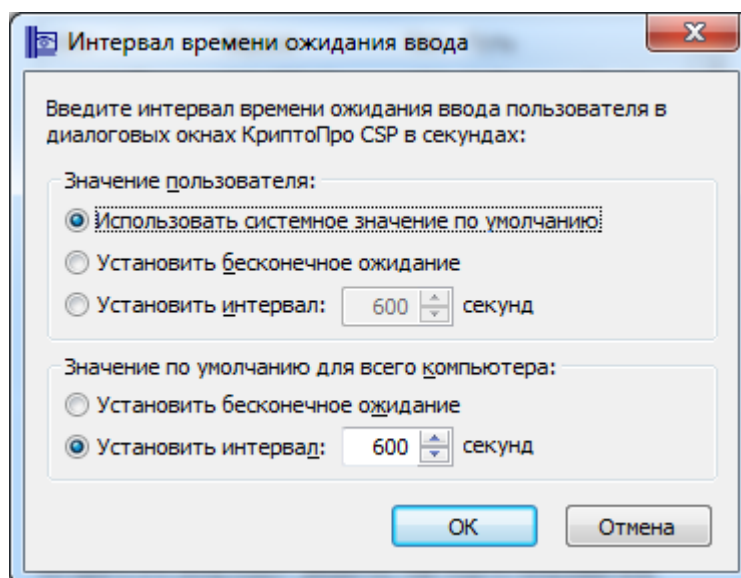 Интервал времени ожидания ввода
Введите интервал времени ожидания ввода пользователя в
диалоговых окнах КриптоПро CSP в секундах:
Значение пользователя:
Использовать системное значение по умолчанию
Установить бесконечное ожидание
Установить интервал: 600 секунд
Значение по умолчанию для всего компьютера:
Установить бесконечное ожидание
Установить интервал: 600 секунд
ОК Отмена